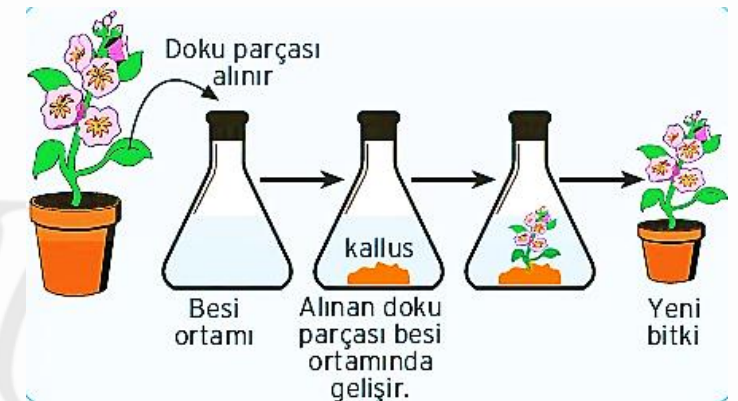 Doku parçası
alınır
kallus
Besi
ortamı
Alınan doku
parçası besi
ortamında
gelişir.
Yeni
bitki